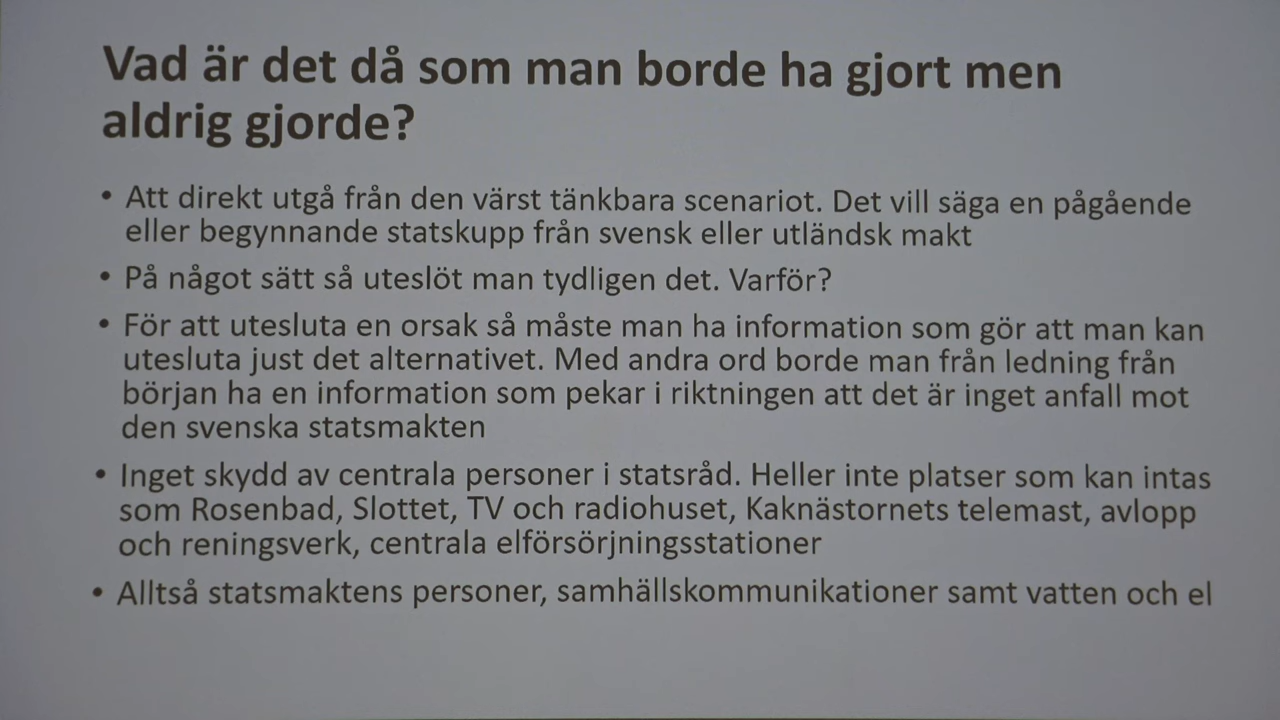 Vad är det då som man borde ha gjort men
aldrig gjorde?
• Att direkt utgå från den värst tänkbara scenariot. Det vill säga en pågående
eller begynnande statskupp från svensk eller utländsk makt
• På något sätt så uteslöt man tydligen det. Varför?
• För att utesluta en orsak så måste man ha information som gör att man kan
utesluta just det alternativet. Med andra ord borde man från ledning från
början ha en information som pekar i riktningen att det är inget anfall mot
den svenska statsmakten
• Inget skydd av centrala personer i statsråd. Heller inte platser som kan intas
som Rosenbad, Slottet, TV och radiohuset, Kaknästornets telemast, avlopp
och reningsverk, centrala elförsörjningsstationer
• Alltså statsmaktens personer, samhällskommunikationer samt vatten och el